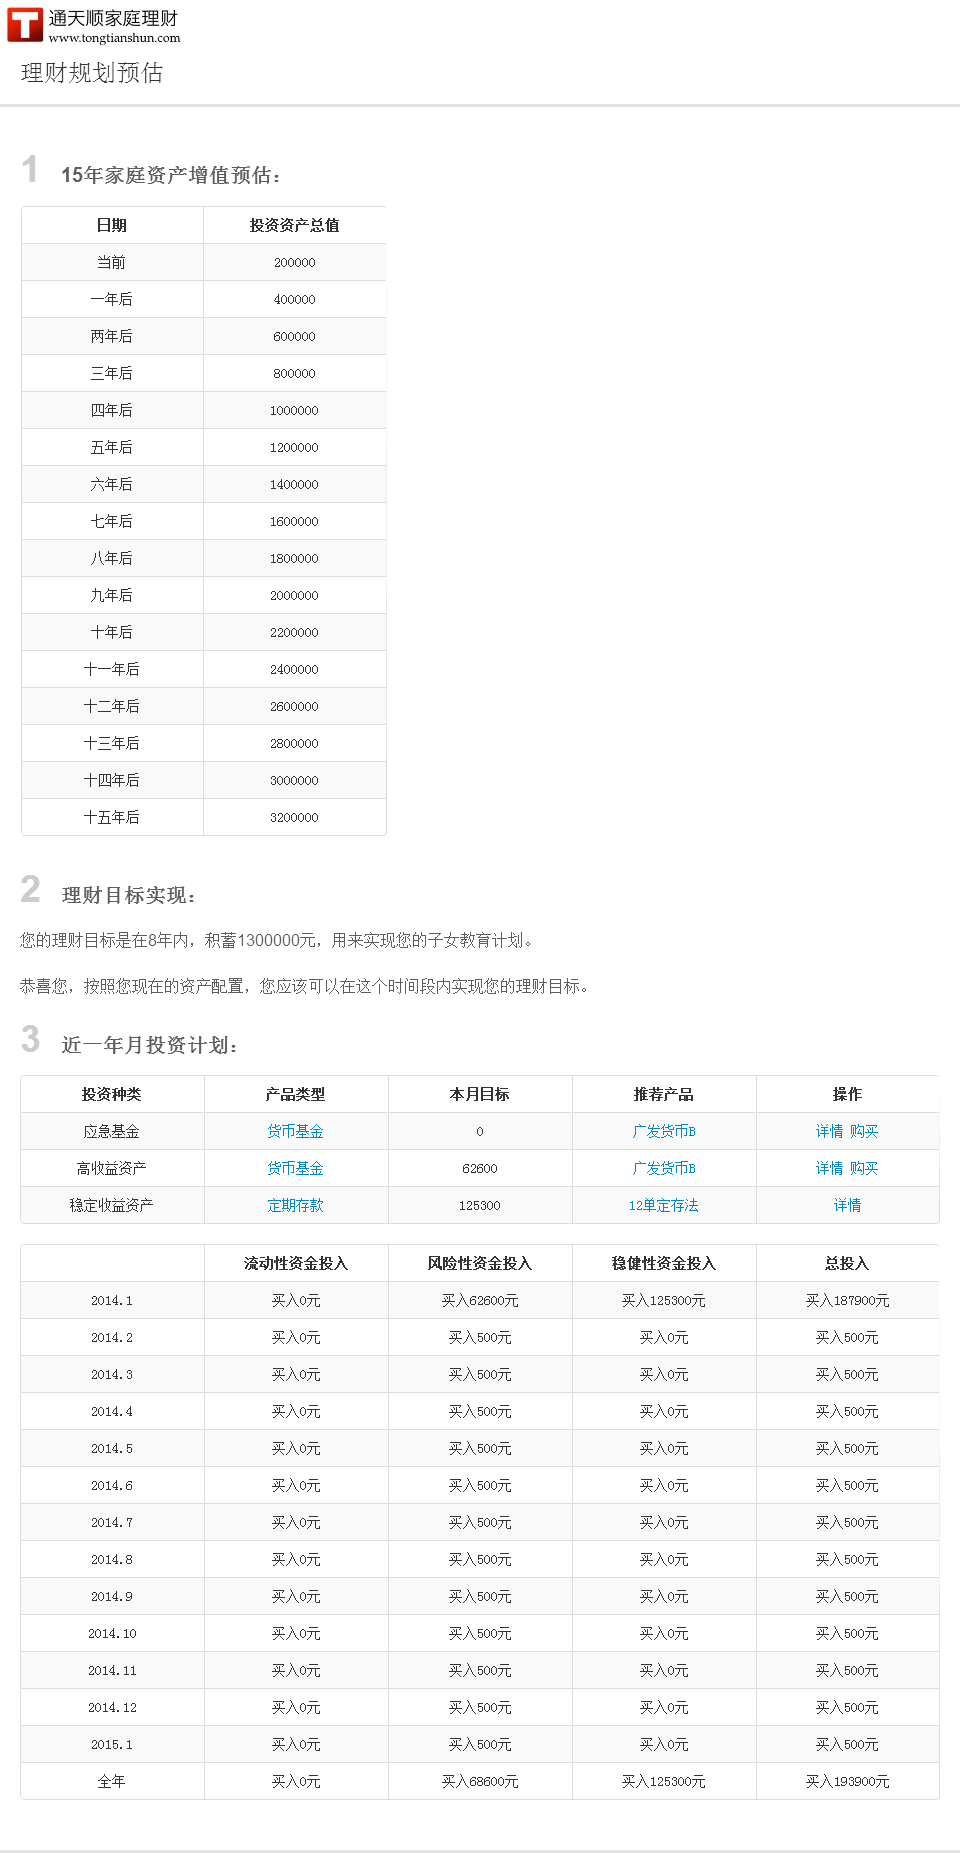 通天顺家庭理财
www.tongtianshun.com
理财规划预估
1 15年家庭资产增值预估：
日期 投资资产总值
当前 200000
一年后 400000
两年后 600000
三年后 800000
四年后 1000000
五年后 1200000
六年后 1400000
七年后 1600000
八年后 1800000
九年后 2000000
十年后 2200000
十一年后 2400000
十二年后 2600000
十三年后 2800000
十四年后 3000000
十五年后 3200000
2 理财目标实现：
您的理财目标是在8年内，积蓄1300000元，用来实现您的子女教育计划。
恭喜您，按照您现在的资产配置，您应该可以在这个时间段内实现您的理财目标。
3 近一年月投资计划：
投资种类 产品类型 本月目标 推荐产品 操作
应急基金 货币基金 0 广发货币B 详情 购买
高收益资产 货币基金 62600 广发货币B 详情 购买
稳定收益资产 定期存款 125300 12单定存法 详情
流动性资金投入 风险性资金投入 稳健性资金投入 总投入
2014.1 买入0元 买入62600元 买入125300元 买入187900元
2014.2 买入0元 买入500元 买入0元 买入500元
2014.3 买入0元 买入500元 买入0元 买入500元
2014.4 买入0元 买入500元 买入0元 买入500元
2014.5 买入0元 买入500元 买入0元 买入500元
2014.6 买入0元 买入500元 买入0元 买入500元
2014.7 买入0元 买入500元 买入0元 买入500元
2014.8 买入0元 买入500元 买入0元 买入500元
2014.9 买入0元 买入500元 买入0元 买入500元
2014.10 买入0元 买入500元 买入0元 买入500元
2014.11 买入0元 买入500元 买入0元 买入500元
2014.12 买入0元 买入500元 买入0元 买入500元
2015.1 买入0元 买入500元 买入0元 买入500元
全年 买入0元 买入68600元 买入125300元 买入193900元